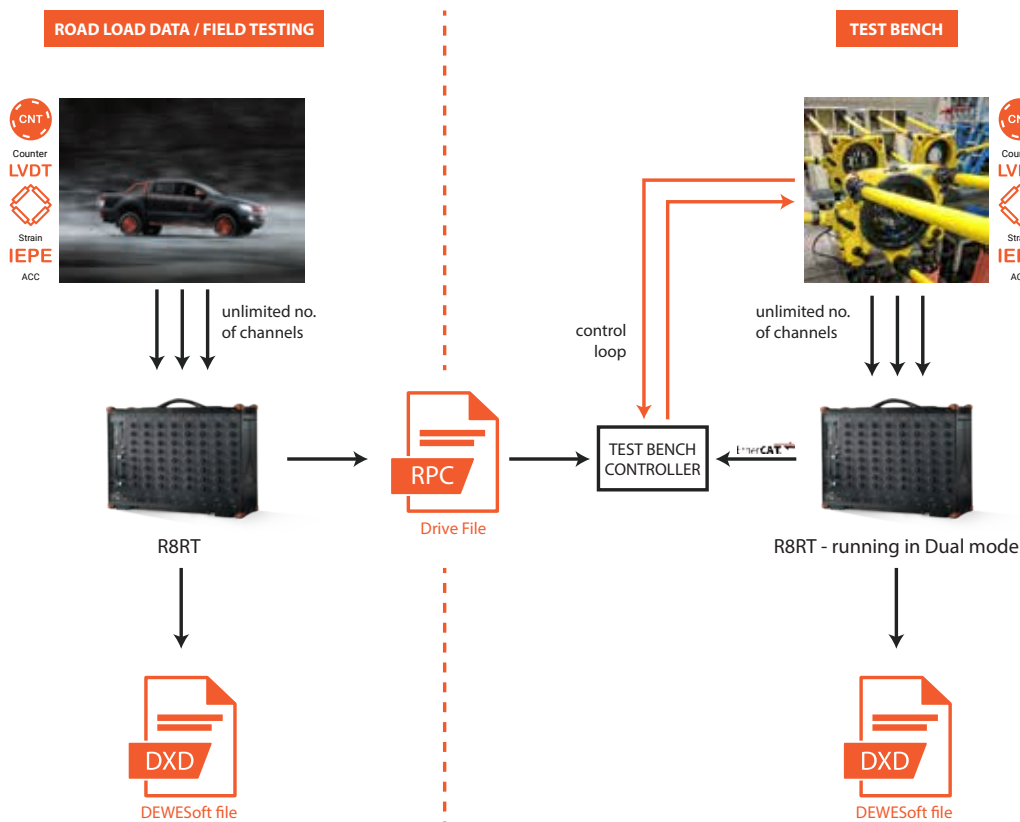 ROAD LOAD DATA / FIELD TESTING
TEST BENCH
CNT
Counter
LVDT
Strain
IEPE
ACC
unlimited no.
of channels
R8RT
DXD
DEWESoft file
RPC
Drive File
control
loop
TEST BENCH
CONTROLLER
unlimited no.
of channels
R8RT - running in Dual mode
DXD
DEWESoft file